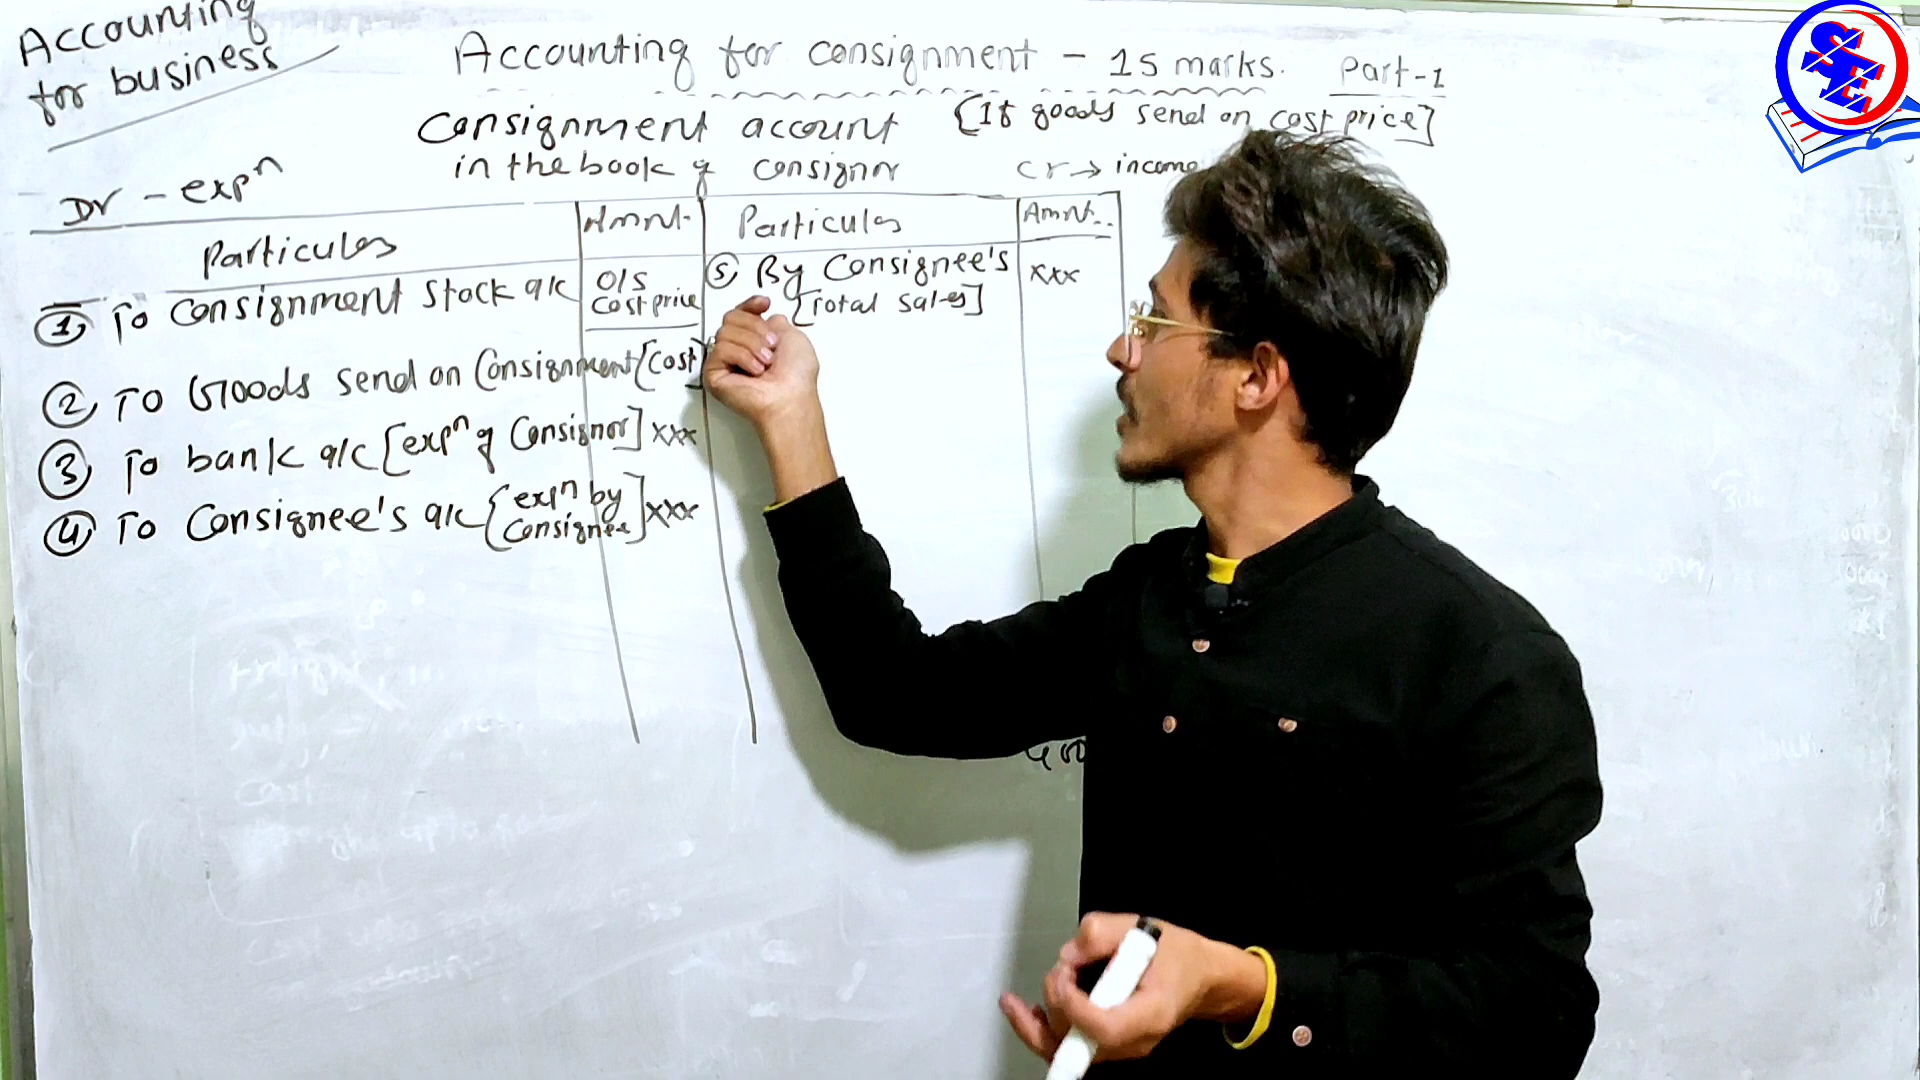 Accounting
for business
Accounting for consignment - 15 marks. Part-1
Consignment account [If goods send on cost price]
in the book of consignor cr → income
Dr - expⁿ
Particulas Amnt. Particulas Amnt..
① To Consignment Stock a/c O/S
cost price
⑤ By Consignee's xxx
[Total sales]
② To Goods send on Consignment [cost]
③ To bank a/c [expⁿ of Consignor] xxx
④ To Consignee's a/c [expⁿ by
Consignee] xxx
SEE